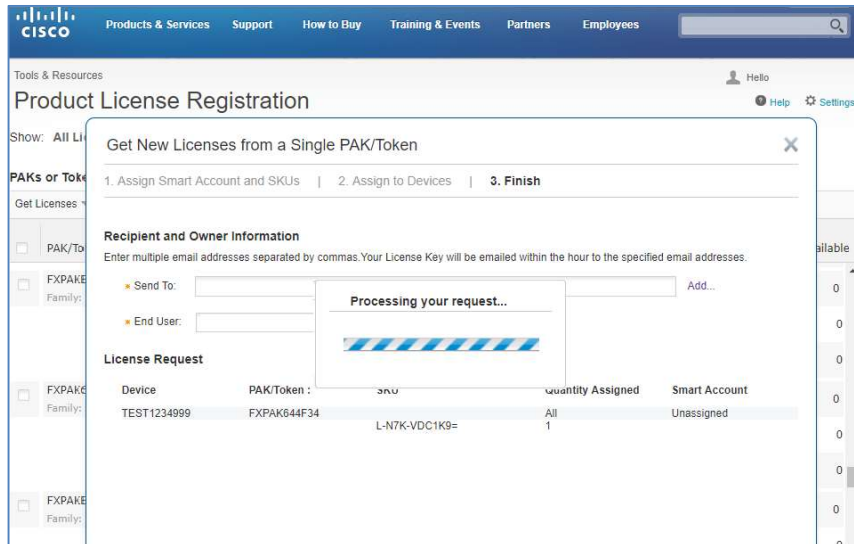 CISCO
Products & Services Support How to Buy Training & Events Partners Employees
Tools & Resources
Hello
Product License Registration
Help Settings
Show: All Li
Get New Licenses from a Single PAK/Token
PAKs or Toke
1. Assign Smart Account and SKUs | 2. Assign to Devices | 3. Finish
Get Licenses
PAK/To
ailable
Recipient and Owner Information
Enter multiple email addresses separated by commas.Your License Key will be emailed within the hour to the specified email addresses.
Family:
Send To:
Add...
0
Processing your request...
End User:
0
License Request
0
Device PAK/Token : SKU Quantity Assigned Smart Account
0
Family:
TEST1234999 FXPAK644F34 All Unassigned
L-N7K-VDC1K9= 1
0
0
0
Family: